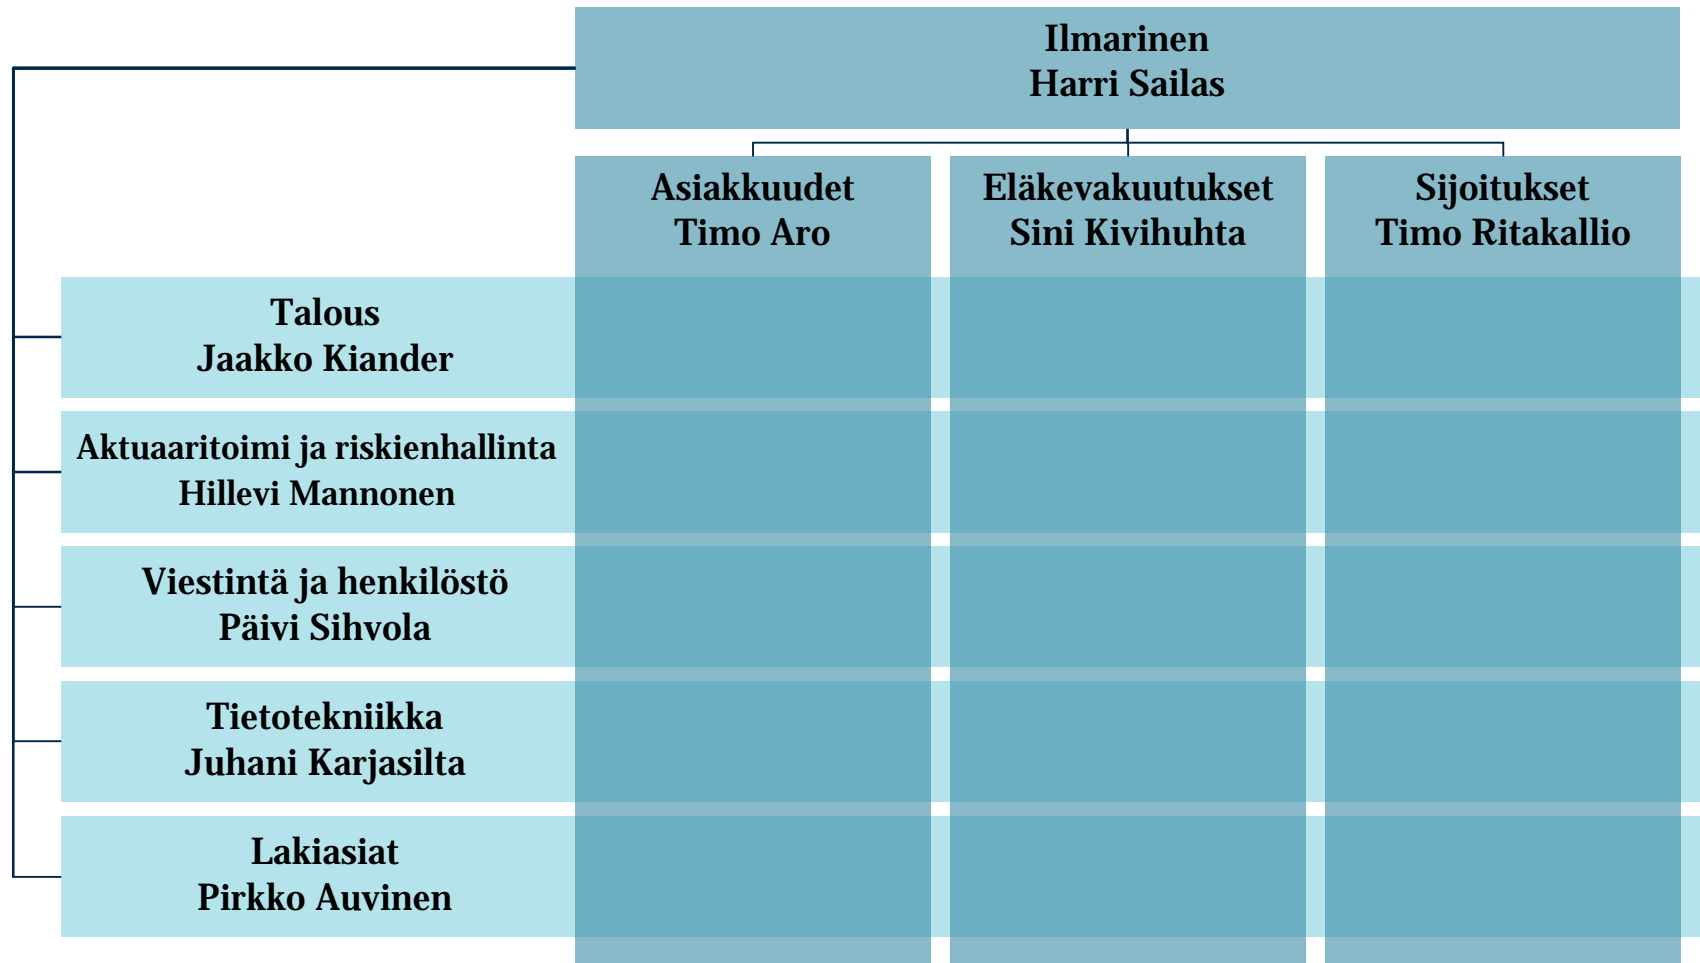 Ilmarinen
Harri Sailas
Asiakkuudet
Timo Aro
Eläkevakuutukset
Sini Kivihuhta
Sijoitukset
Timo Ritakallio
Talous
Jaakko Kiander
Aktuaaritoimi ja riskienhallinta
Hillevi Mannonen
Viestintä ja henkilöstö
Päivi Sihvola
Tietotekniikka
Juhani Karjasilta
Lakiasiat
Pirkko Auvinen